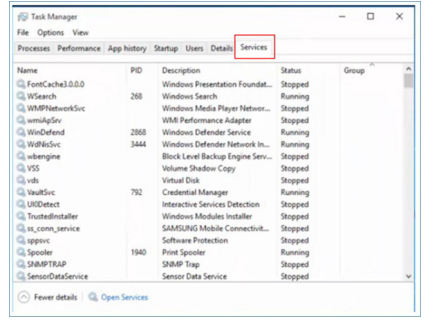 Task Manager
File Options View
Processes Performance App history Startup Users Details Services
Name PID Description Status Group
FontCache3.0.0.0 Windows Presentation Foundat... Stopped
WSearch 268 Windows Search Running
WMPNetworkSvc Windows Media Player Networ... Stopped
wmiApSrv WMI Performance Adapter Stopped
WinDefend 2868 Windows Defender Service Running
WdNisSvc 3444 Windows Defender Network In... Running
wbengine Block Level Backup Engine Serv... Stopped
VSS Volume Shadow Copy Stopped
vds Virtual Disk Stopped
VaultSvc 792 Credential Manager Running
UI0Detect Interactive Services Detection Stopped
TrustedInstaller Windows Modules Installer Stopped
ss_conn_service SAMSUNG Mobile Connectivit... Stopped
sppsvc Software Protection Stopped
Spooler 1940 Print Spooler Running
SNMPTRAP SNMP Trap Stopped
SensorDataService Sensor Data Service Stopped
Fewer details Open Services